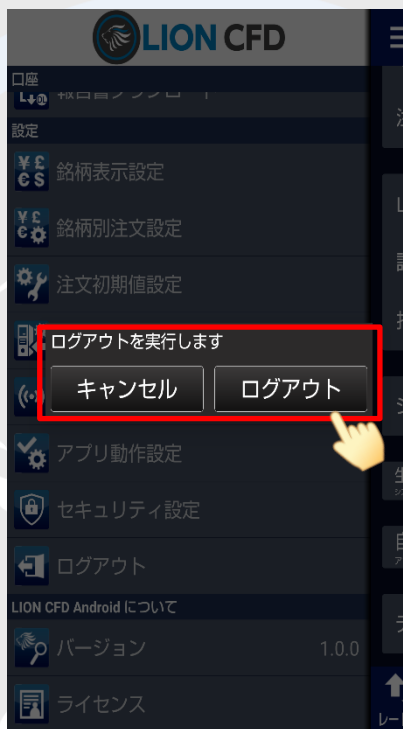 LION CFD
口座
設定
銘柄表示設定
銘柄別注文設定
注文初期値設定
ログアウトを実行します
キャンセル
ログアウト
アプリ動作設定
セキュリティ設定
ログアウト
LION CFD Android について
バージョン
1.0.0
ライセンス